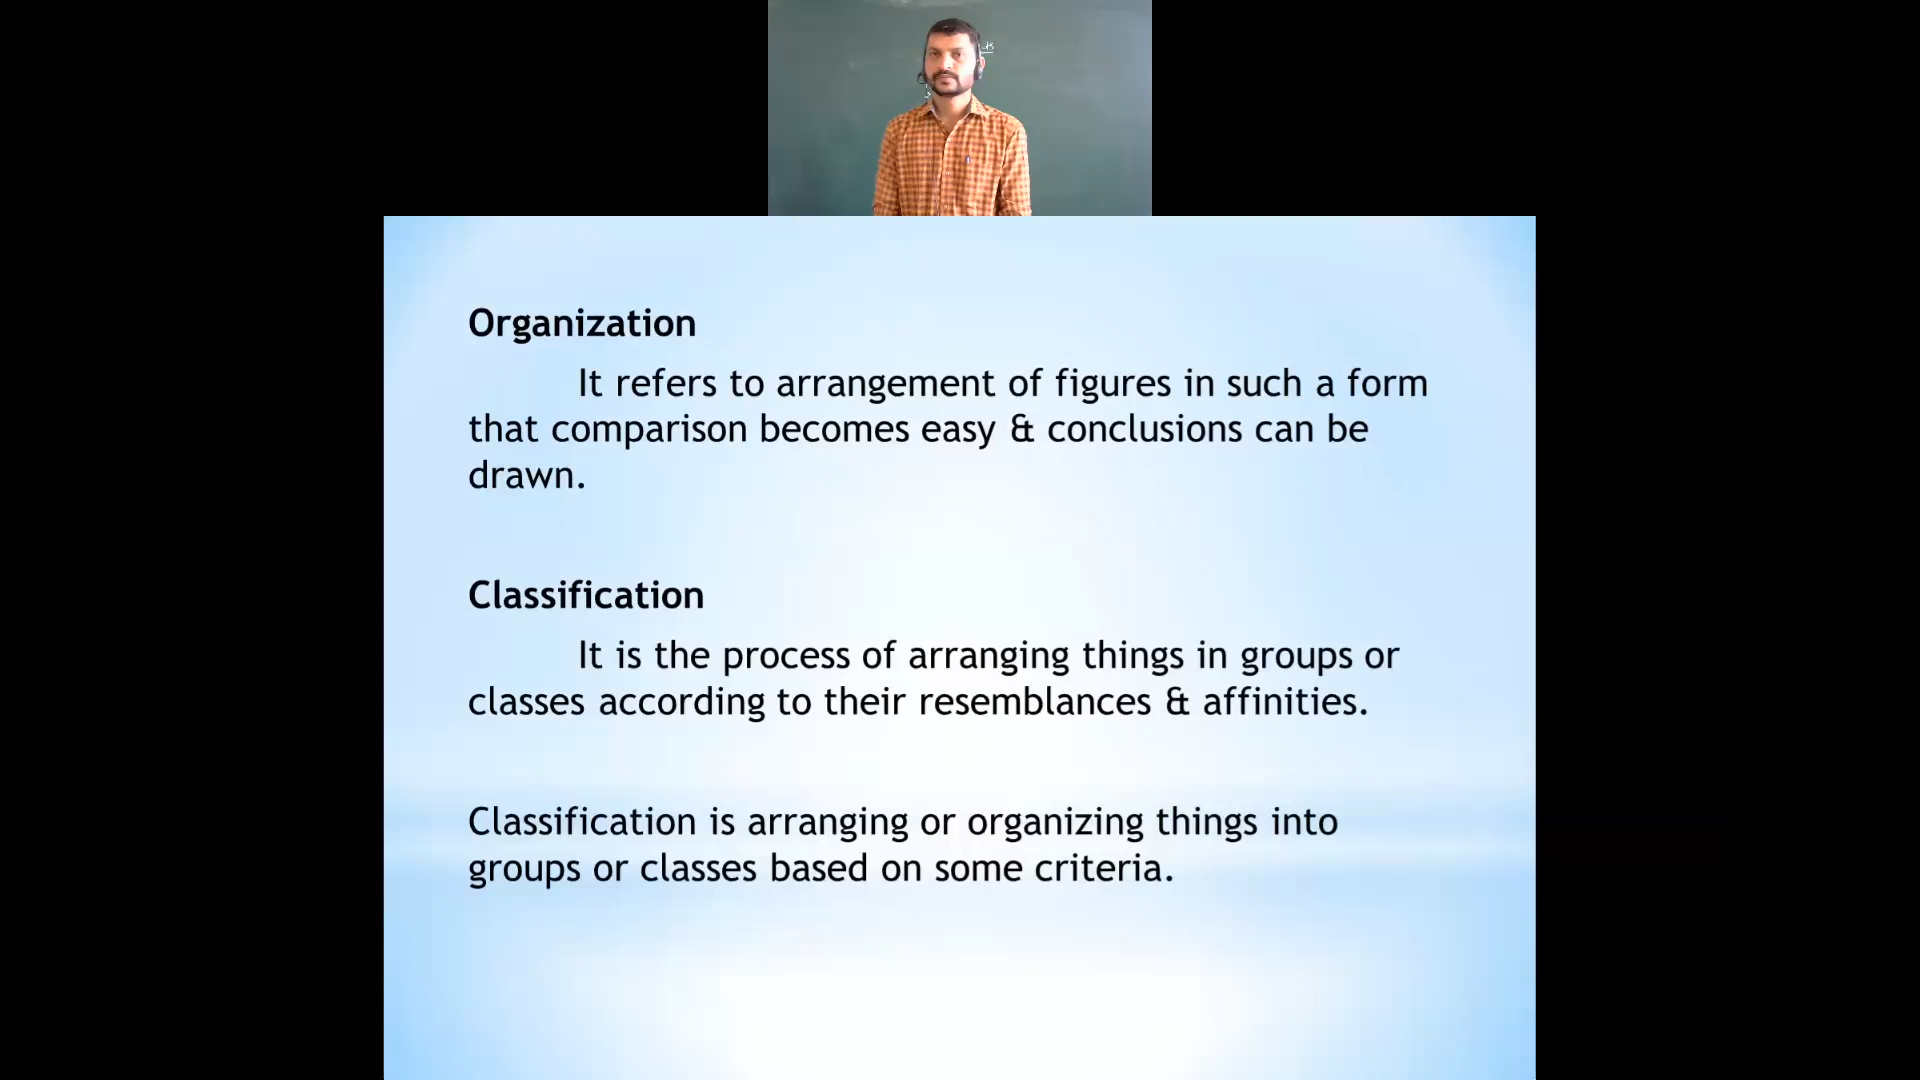 Organization
It refers to arrangement of figures in such a form
that comparison becomes easy & conclusions can be
drawn.
Classification
It is the process of arranging things in groups or
classes according to their resemblances & affinities.
Classification is arranging or organizing things into
groups or classes based on some criteria.